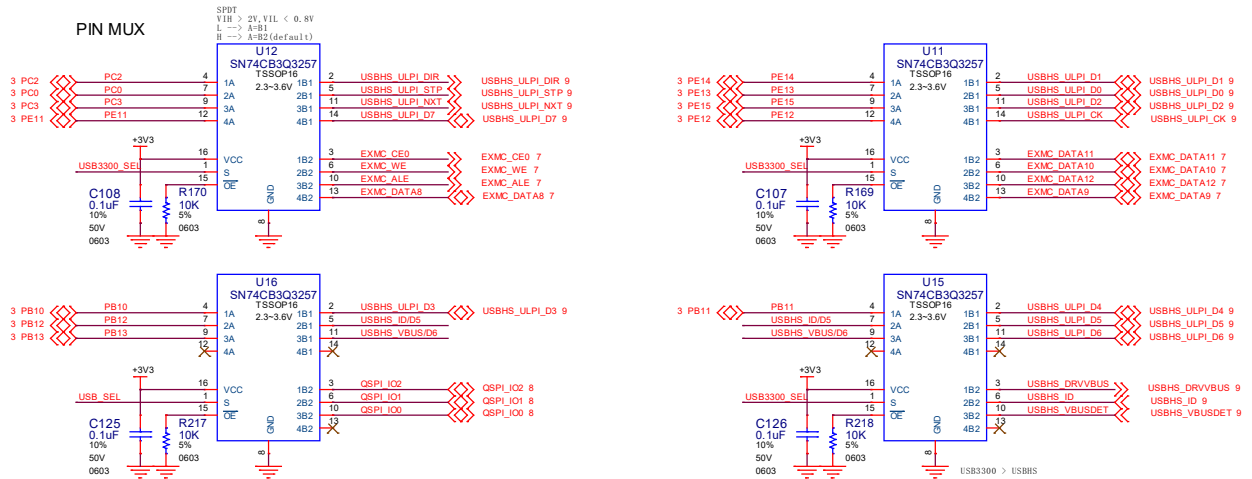 PIN MUX
SPDT
VIH > 2V,VIL < 0.8V
L --> A=B1
H --> A=B2(default)
U12
SN74CB3Q3257
TSSOP16
2.3~3.6V
3 PC2 PC2 4 1A 1B1 2 USBHS_ULPI_DIR USBHS_ULPI_DIR 9
3 PC0 PC0 7 2A 2B1 5 USBHS_ULPI_STP USBHS_ULPI_STP 9
3 PC3 PC3 9 3A 3B1 11 USBHS_ULPI_NXT USBHS_ULPI_NXT 9
3 PE11 PE11 12 4A 4B1 14 USBHS_ULPI_D7 USBHS_ULPI_D7 9
+3V3
16 VCC 1B2 3 EXMC_CE0 EXMC_CE0 7
USB3300_SEL 1 S 2B2 6 EXMC_WE EXMC_WE 7
15 OE 3B2 10 EXMC_ALE EXMC_ALE 7
4B2 13 EXMC_DATA8 EXMC_DATA8 7
GND
8
C108
0.1uF
10%
50V
0603
R170
10K
5%
0603
U11
SN74CB3Q3257
TSSOP16
2.3~3.6V
3 PE14 PE14 4 1A 1B1 2 USBHS_ULPI_D1 USBHS_ULPI_D1 9
3 PE13 PE13 7 2A 2B1 5 USBHS_ULPI_D0 USBHS_ULPI_D0 9
3 PE15 PE15 9 3A 3B1 11 USBHS_ULPI_D2 USBHS_ULPI_D2 9
3 PE12 PE12 12 4A 4B1 14 USBHS_ULPI_CK USBHS_ULPI_CK 9
+3V3
16 VCC 1B2 3 EXMC_DATA11 EXMC_DATA11 7
USB3300_SEL 1 S 2B2 6 EXMC_DATA10 EXMC_DATA10 7
15 OE 3B2 10 EXMC_DATA12 EXMC_DATA12 7
4B2 13 EXMC_DATA9 EXMC_DATA9 7
GND
8
C107
0.1uF
10%
50V
0603
R169
10K
5%
0603
U16
SN74CB3Q3257
TSSOP16
2.3~3.6V
3 PB10 PB10 4 1A 1B1 2 USBHS_ULPI_D3 USBHS_ULPI_D3 9
3 PB12 PB12 7 2A 2B1 5 USBHS_ID/D5
3 PB13 PB13 9 3A 3B1 11 USBHS_VBUS/D6
12 4A 4B1 14
+3V3
16 VCC 1B2 3 QSPI_IO2 QSPI_IO2 8
USB_SEL 1 S 2B2 6 QSPI_IO1 QSPI_IO1 8
15 OE 3B2 10 QSPI_IO0 QSPI_IO0 8
4B2 13
GND
8
C125
0.1uF
10%
50V
0603
R217
10K
5%
0603
U15
SN74CB3Q3257
TSSOP16
2.3~3.6V
3 PB11 PB11 4 1A 1B1 2 USBHS_ULPI_D4 USBHS_ULPI_D4 9
USBHS_ID/D5 7 2A 2B1 5 USBHS_ULPI_D5 USBHS_ULPI_D5 9
USBHS_VBUS/D6 9 3A 3B1 11 USBHS_ULPI_D6 USBHS_ULPI_D6 9
12 4A 4B1 14
+3V3
16 VCC 1B2 3 USBHS_DRVVBUS USBHS_DRVVBUS 9
USB3300_SEL 1 S 2B2 6 USBHS_ID USBHS_ID 9
15 OE 3B2 10 USBHS_VBUSDET USBHS_VBUSDET 9
4B2 13
GND
8
C126
0.1uF
10%
50V
0603
R218
10K
5%
0603
USB3300 > USBHS